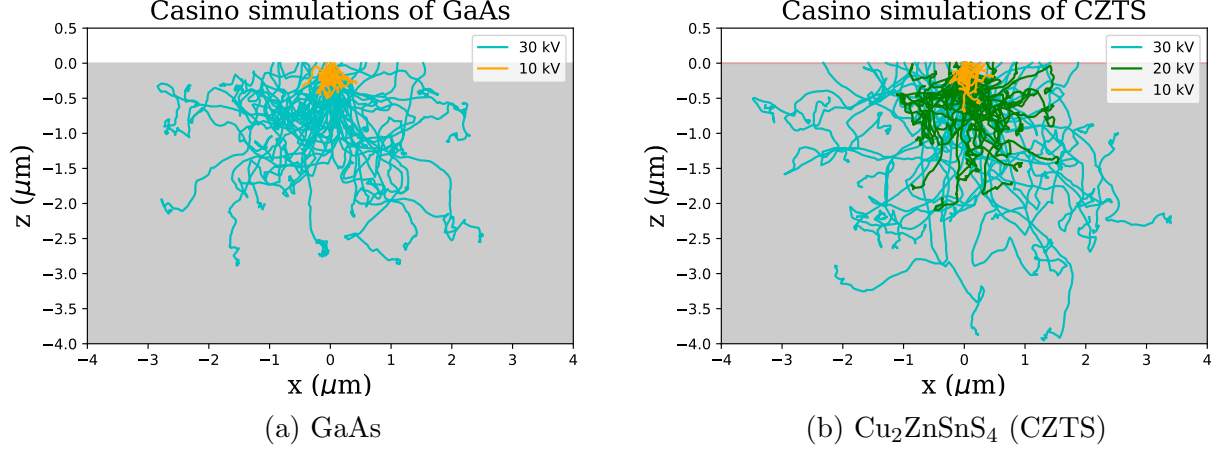 Casino simulations of GaAs
0.5
0.0
−0.5
−1.0
−1.5
−2.0
−2.5
−3.0
−3.5
−4.0
z (μm)
30 kV
10 kV
−4 −3 −2 −1 0 1 2 3 4
x (μm)
(a) GaAs
Casino simulations of CZTS
0.5
0.0
−0.5
−1.0
−1.5
−2.0
−2.5
−3.0
−3.5
−4.0
z (μm)
30 kV
20 kV
10 kV
−4 −3 −2 −1 0 1 2 3 4
x (μm)
(b) Cu₂ZnSnS₄ (CZTS)